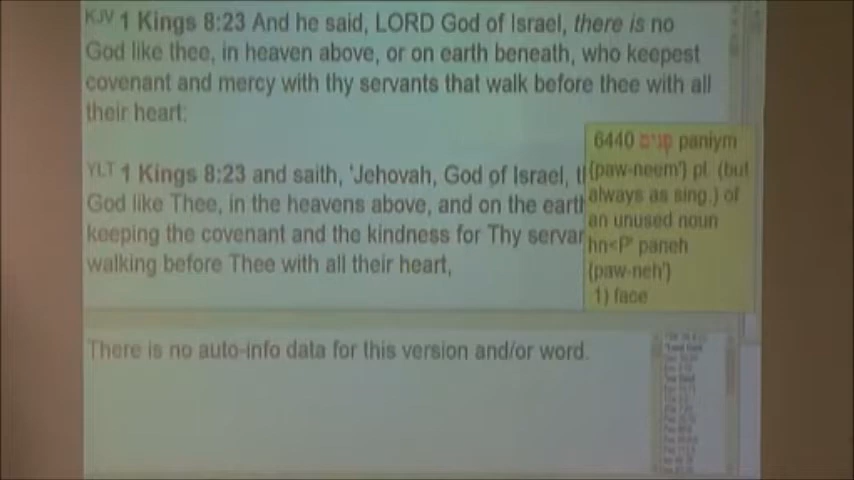 KJV 1 Kings 8:23 And he said, LORD God of Israel, there is no
God like thee, in heaven above, or on earth beneath, who keepest
covenant and mercy with thy servants that walk before thee with all
their heart:
YLT 1 Kings 8:23 and saith, 'Jehovah, God of Israel,
God like Thee, in the heavens above, and on the earth
keeping the covenant and the kindness for Thy
walking before Thee with all their heart,
6440 פנים paniym
{paw-neem'} pl. (but
always as sing.) of
an unused noun
hn<P' paneh
{paw-neh'}
1) face
There is no auto-info data for this version and/or word.